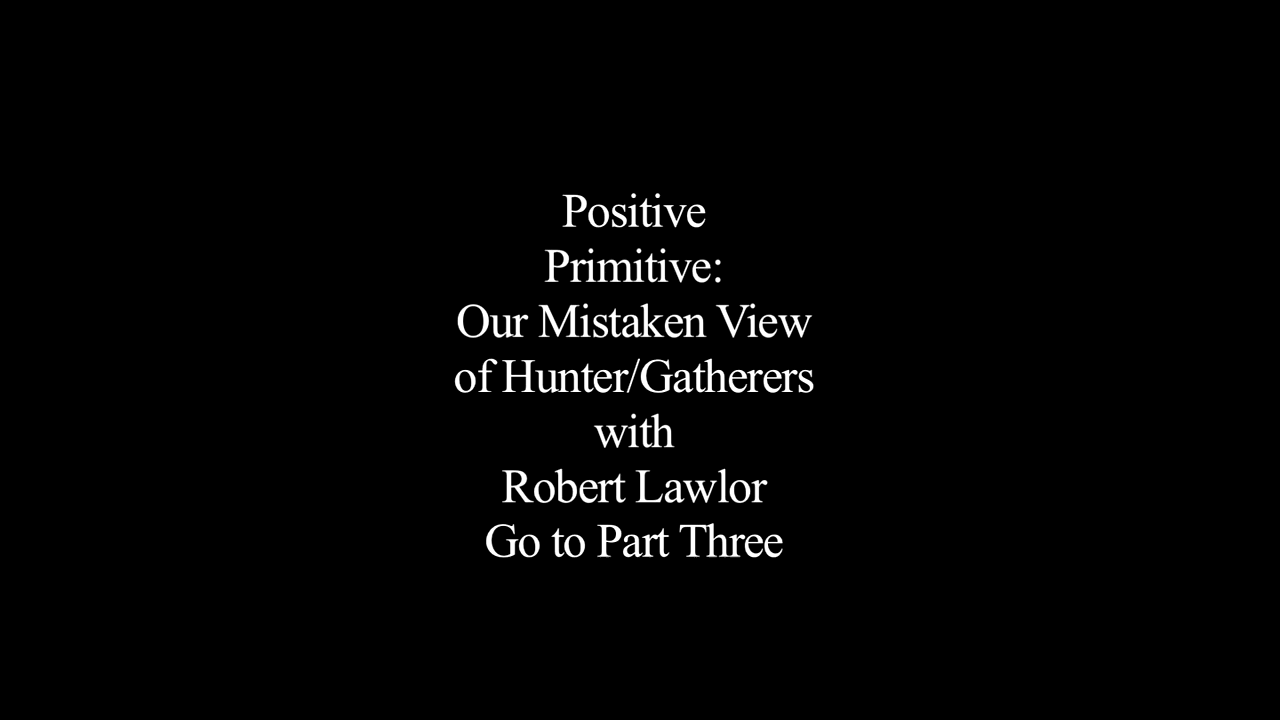 Positive
Primitive:
Our Mistaken View
of Hunter/Gatherers
with
Robert Lawlor
Go to Part Three